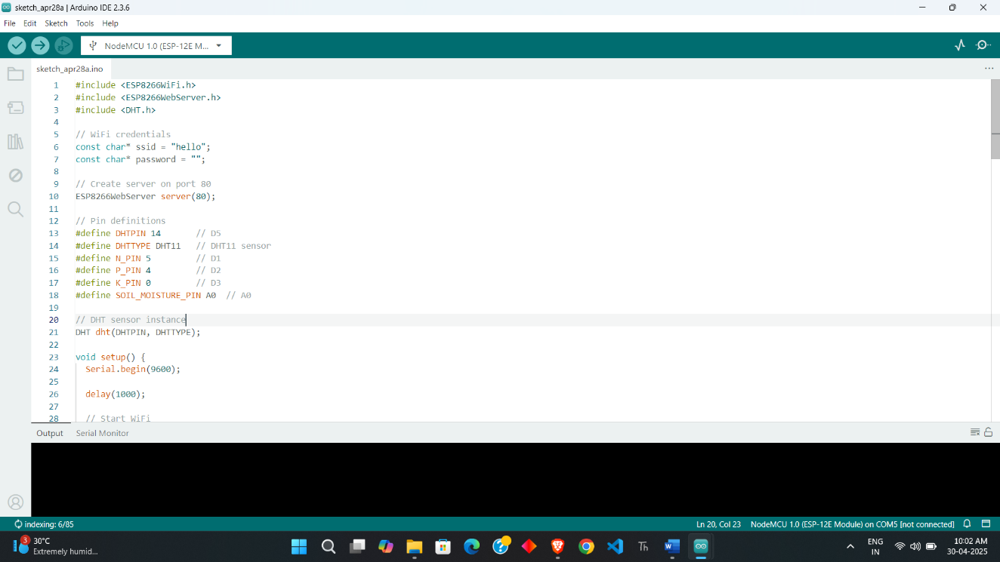 sketch_apr28a | Arduino IDE 2.3.6
File Edit Sketch Tools Help
NodeMCU 1.0 (ESP-12E M...
sketch_apr28a.ino
1 #include <ESP8266WiFi.h>
2 #include <ESP8266WebServer.h>
3 #include <DHT.h>
4
5 // WiFi credentials
6 const char* ssid = "hello";
7 const char* password = "";
8
9 // Create server on port 80
10 ESP8266WebServer server(80);
11
12 // Pin definitions
13 #define DHTPIN 14 // D5
14 #define DHTTYPE DHT11 // DHT11 sensor
15 #define N_PIN 5 // D1
16 #define P_PIN 4 // D2
17 #define K_PIN 0 // D3
18 #define SOIL_MOISTURE_PIN A0 // A0
19
20 // DHT sensor instance
21 DHT dht(DHTPIN, DHTTYPE);
22
23 void setup() {
24 Serial.begin(9600);
25
26 delay(1000);
27
28 // Start WiFi
Output Serial Monitor
indexing: 6/85 Ln 20, Col 23 NodeMCU 1.0 (ESP-12E Module) on COM5 [not connected]
3 30°C ENG 10:02 AM
Extremely humid... IN 30-04-2025